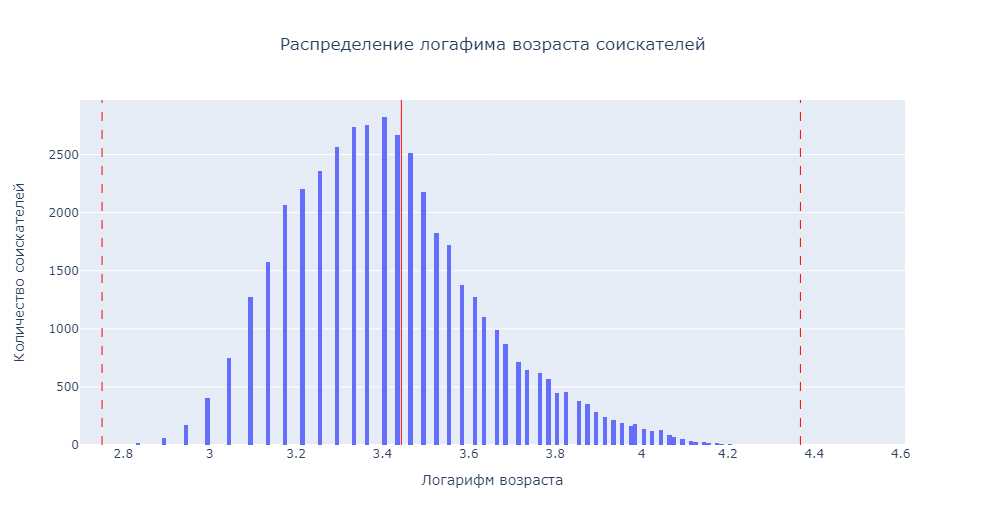 Распределение логафима возраста соискателей
Количество соискателей
2500
2000
1500
1000
500
0
2.8 3 3.2 3.4 3.6 3.8 4 4.2 4.4 4.6
Логарифм возраста